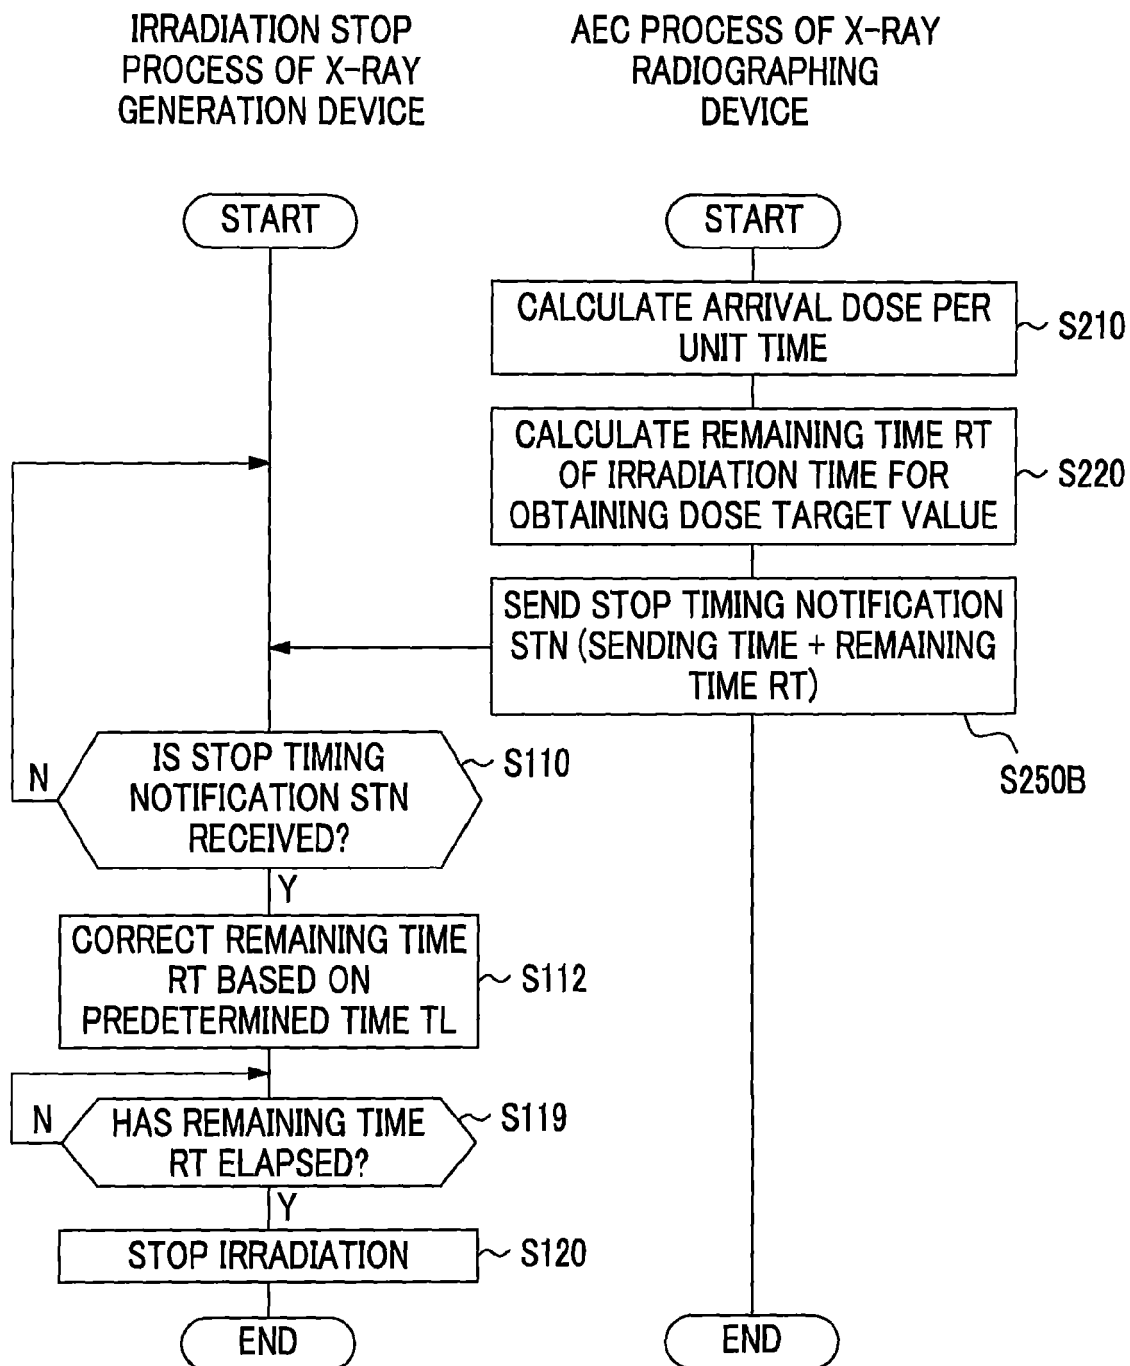 IRRADIATION STOP
PROCESS OF X-RAY
GENERATION DEVICE
AEC PROCESS OF X-RAY
RADIOGRAPHING
DEVICE
START
START
CALCULATE ARRIVAL DOSE PER
UNIT TIME
S210
CALCULATE REMAINING TIME RT
OF IRRADIATION TIME FOR
OBTAINING DOSE TARGET VALUE
S220
SEND STOP TIMING NOTIFICATION
STN (SENDING TIME + REMAINING
TIME RT)
S250B
IS STOP TIMING
NOTIFICATION STN
RECEIVED?
S110
N
Y
CORRECT REMAINING TIME
RT BASED ON
PREDETERMINED TIME TL
S112
HAS REMAINING TIME
RT ELAPSED?
S119
N
Y
STOP IRRADIATION
S120
END
END